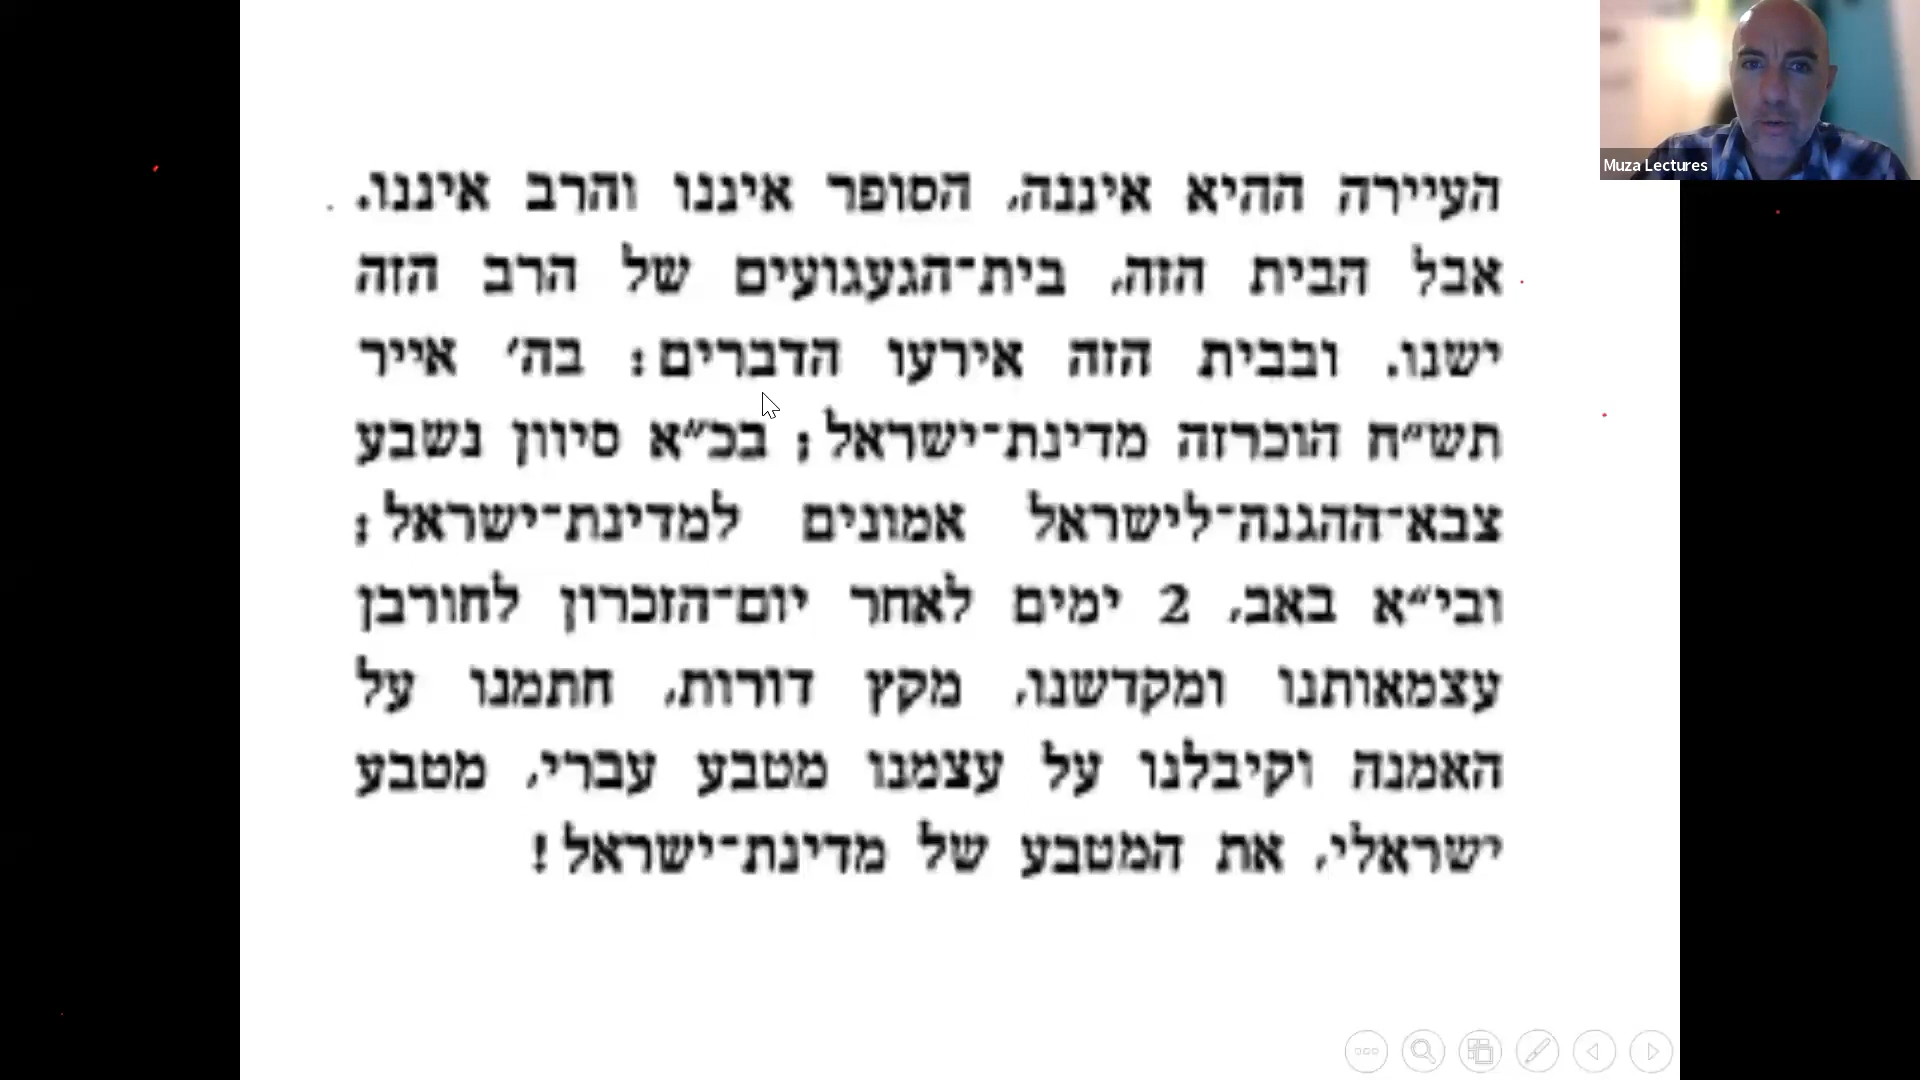 Muza Lectures
העיירה ההיא איננה, הסופר איננו והרב איננו.
אבל הבית הזה, בית־הגעגועים של הרב הזה
ישנו. ובבית הזה אירעו הדברים: בה׳ אייר
תש״ח הוכרזה מדינת־ישראל; בכ״א סיוון נשבע
צבא־ההגנה־לישראל אמונים למדינת־ישראל;
ובי״א באב, 2 ימים לאחר יום־הזכרון לחורבן
עצמאותנו ומקדשנו, מקץ דורות, חתמנו על
האמנה וקיבלנו על עצמנו מטבע עברי, מטבע
ישראלי, את המטבע של מדינת־ישראל!